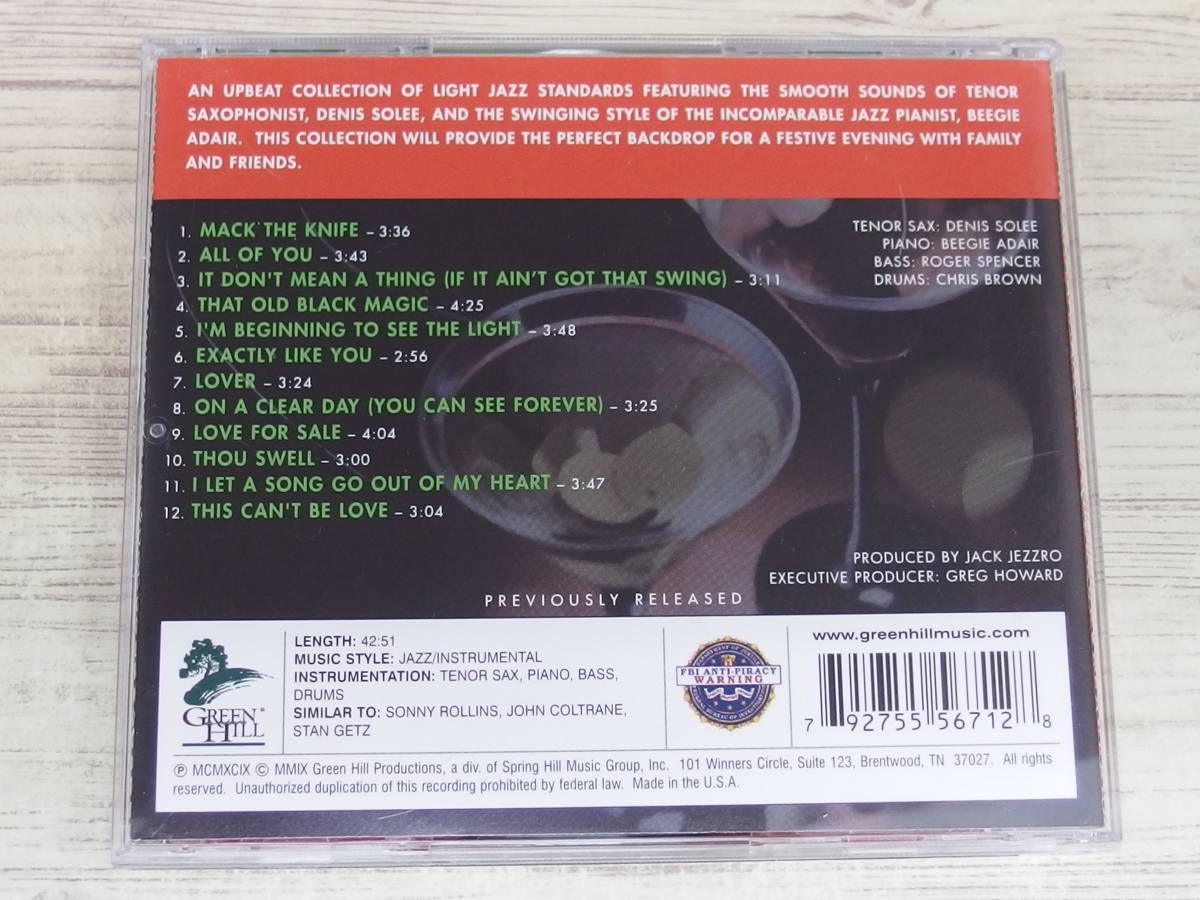 AN UPBEAT COLLECTION OF LIGHT JAZZ STANDARDS FEATURING THE SMOOTH SOUNDS OF TENOR
SAXOPHONIST, DENIS SOLEE, AND THE SWINGING STYLE OF THE INCOMPARABLE JAZZ PIANIST, BEEGIE
ADAIR. THIS COLLECTION WILL PROVIDE THE PERFECT BACKDROP FOR A FESTIVE EVENING WITH FAMILY
AND FRIENDS.
1. MACK THE KNIFE – 3:36
2. ALL OF YOU – 3:43
3. IT DON'T MEAN A THING (IF IT AIN'T GOT THAT SWING) – 3:11
4. THAT OLD BLACK MAGIC – 4:25
5. I'M BEGINNING TO SEE THE LIGHT – 3:48
6. EXACTLY LIKE YOU – 2:56
7. LOVER – 3:24
8. ON A CLEAR DAY (YOU CAN SEE FOREVER) – 3:25
9. LOVE FOR SALE – 4:04
10. THOU SWELL – 3:00
11. I LET A SONG GO OUT OF MY HEART – 3:47
12. THIS CAN'T BE LOVE – 3:04
TENOR SAX: DENIS SOLEE
PIANO: BEEGIE ADAIR
BASS: ROGER SPENCER
DRUMS: CHRIS BROWN
PRODUCED BY JACK JEZZRO
EXECUTIVE PRODUCER: GREG HOWARD
PREVIOUSLY RELEASED
GREEN
HILL
LENGTH: 42:51
MUSIC STYLE: JAZZ/INSTRUMENTAL
INSTRUMENTATION: TENOR SAX, PIANO, BASS,
DRUMS
SIMILAR TO: SONNY ROLLINS, JOHN COLTRANE,
STAN GETZ
DEPARTMENT OF JUSTICE
FBI ANTI-PIRACY
WARNING
FEDERAL BUREAU OF INVESTIGATION
www.greenhillmusic.com
7 92755 56712 8
℗ MCMXCIX © MMIX Green Hill Productions, a div. of Spring Hill Music Group, Inc. 101 Winners Circle, Suite 123, Brentwood, TN 37027. All rights
reserved. Unauthorized duplication of this recording prohibited by federal law. Made in the U.S.A.